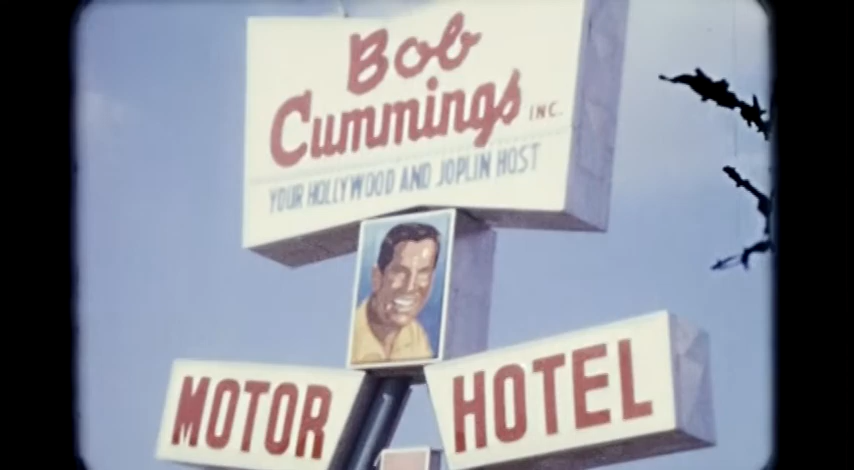 Bob
Cummings INC.
YOUR HOLLYWOOD AND JOPLIN HOST
MOTOR HOTEL